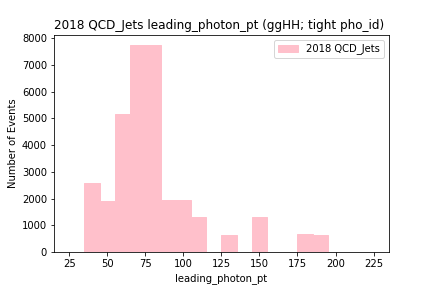 2018 QCD_Jets leading_photon_pt (ggHH; tight pho_id)
2018 QCD_Jets
Number of Events
8000
7000
6000
5000
4000
3000
2000
1000
0
25 50 75 100 125 150 175 200 225
leading_photon_pt